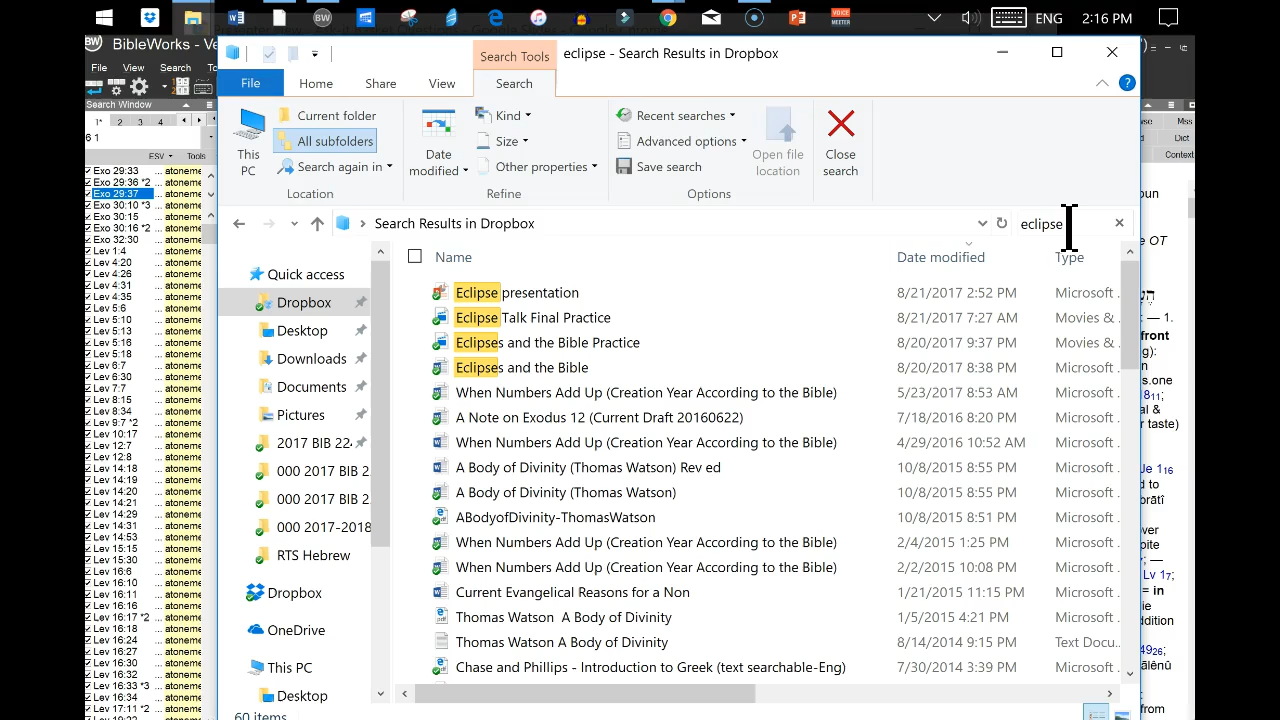 ENG 2:16 PM
BibleWorks - Ve
File View Search
Search Window
1* 2 3 4
6 1
ESV Tools
Exo 29:33 ... atoneme
Exo 29:36 *2 ... atoneme
Exo 29:37 ... atoneme
Exo 30:10 *3 ... atoneme
Exo 30:15 ... atoneme
Exo 30:16 *2 ... atoneme
Exo 32:30 ... atoneme
Lev 1:4 ... atoneme
Lev 4:20 ... atoneme
Lev 4:26 ... atoneme
Lev 4:31 ... atoneme
Lev 4:35 ... atoneme
Lev 5:6 ... atoneme
Lev 5:10 ... atoneme
Lev 5:13 ... atoneme
Lev 5:16 ... atoneme
Lev 5:18 ... atoneme
Lev 6:7 ... atoneme
Lev 6:30 ... atoneme
Lev 7:7 ... atoneme
Lev 8:15 ... atoneme
Lev 8:34 ... atoneme
Lev 9:7 *2 ... atoneme
Lev 10:17 ... atoneme
Lev 12:7 ... atoneme
Lev 12:8 ... atoneme
Lev 14:18 ... atoneme
Lev 14:19 ... atoneme
Lev 14:20 ... atoneme
Lev 14:21 ... atoneme
Lev 14:29 ... atoneme
Lev 14:31 ... atoneme
Lev 14:53 ... atoneme
Lev 15:15 ... atoneme
Lev 15:30 ... atoneme
Lev 16:6 ... atoneme
Lev 16:10 ... atoneme
Lev 16:11 ... atoneme
Lev 16:16 ... atoneme
Lev 16:17 *2 ... atoneme
Lev 16:18 ... atoneme
Lev 16:24 ... atoneme
Lev 16:27 ... atoneme
Lev 16:30 ... atoneme
Lev 16:32 ... atoneme
Lev 16:33 *3 ... atoneme
Lev 16:34 ... atoneme
Lev 17:11 *2 ... atoneme
Search Tools
eclipse - Search Results in Dropbox
File Home Share View Search
This PC
Current folder
All subfolders
Search again in
Location
Date modified
Kind
Size
Other properties
Refine
Recent searches
Advanced options
Save search
Open file location
Options
Close search
Search Results in Dropbox
eclipse
Quick access
Dropbox
Desktop
Downloads
Documents
Pictures
2017 BIB 22
000 2017 BIB 2
000 2017 BIB 2
000 2017-2018
RTS Hebrew
Dropbox
OneDrive
This PC
Desktop
Name Date modified Type
Eclipse presentation 8/21/2017 2:52 PM Microsoft
Eclipse Talk Final Practice 8/21/2017 7:27 AM Movies &
Eclipses and the Bible Practice 8/20/2017 9:37 PM Movies &
Eclipses and the Bible 8/20/2017 8:38 PM Microsoft
When Numbers Add Up (Creation Year According to the Bible) 5/23/2017 8:53 AM Microsoft
A Note on Exodus 12 (Current Draft 20160622) 7/18/2016 8:20 PM Microsoft
When Numbers Add Up (Creation Year According to the Bible) 4/29/2016 10:52 AM Microsoft
A Body of Divinity (Thomas Watson) Rev ed 10/8/2015 8:55 PM Microsoft
A Body of Divinity (Thomas Watson) 10/8/2015 8:55 PM Microsoft
ABodyofDivinity-ThomasWatson 10/8/2015 8:51 PM Microsoft
When Numbers Add Up (Creation Year According to the Bible) 2/4/2015 1:25 PM Microsoft
When Numbers Add Up (Creation Year According to the Bible) 2/2/2015 10:08 PM Microsoft
Current Evangelical Reasons for a Non 1/21/2015 11:15 PM Microsoft
Thomas Watson A Body of Divinity 1/5/2015 4:21 PM Microsoft
Thomas Watson A Body of Divinity 8/14/2014 9:15 PM Text Docu...
Chase and Phillips - Introduction to Greek (text searchable-Eng) 7/30/2014 3:39 PM Microsoft
60 items
Mss
Dict
Context